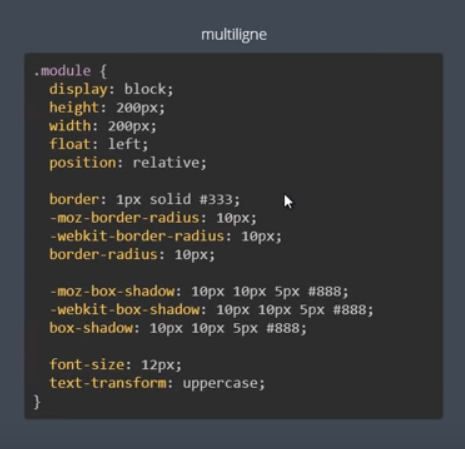 multiligne
.module {
  display: block;
  height: 200px;
  width: 200px;
  float: left;
  position: relative;

  border: 1px solid #333;
  -moz-border-radius: 10px;
  -webkit-border-radius: 10px;
  border-radius: 10px;

  -moz-box-shadow: 10px 10px 5px #888;
  -webkit-box-shadow: 10px 10px 5px #888;
  box-shadow: 10px 10px 5px #888;

  font-size: 12px;
  text-transform: uppercase;
}